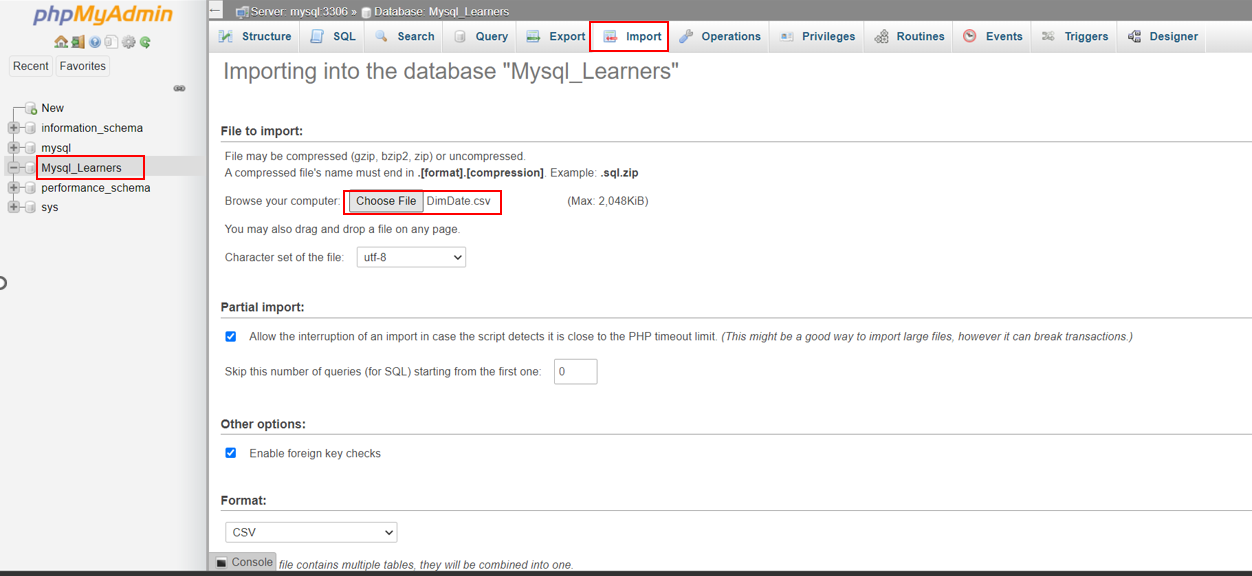 phpMyAdmin
Recent Favorites
New
information_schema
mysql
Mysql_Learners
performance_schema
sys
Server: mysql:3306 » Database: Mysql_Learners
Structure SQL Search Query Export Import Operations Privileges Routines Events Triggers Designer
Importing into the database "Mysql_Learners"
File to import:
File may be compressed (gzip, bzip2, zip) or uncompressed.
A compressed file's name must end in .[format].[compression]. Example: .sql.zip
Browse your computer: Choose File DimDate.csv (Max: 2,048KiB)
You may also drag and drop a file on any page.
Character set of the file: utf-8
Partial import:
Allow the interruption of an import in case the script detects it is close to the PHP timeout limit. (This might be a good way to import large files, however it can break transactions.)
Skip this number of queries (for SQL) starting from the first one: 0
Other options:
Enable foreign key checks
Format:
CSV
Console file contains multiple tables, they will be combined into one.